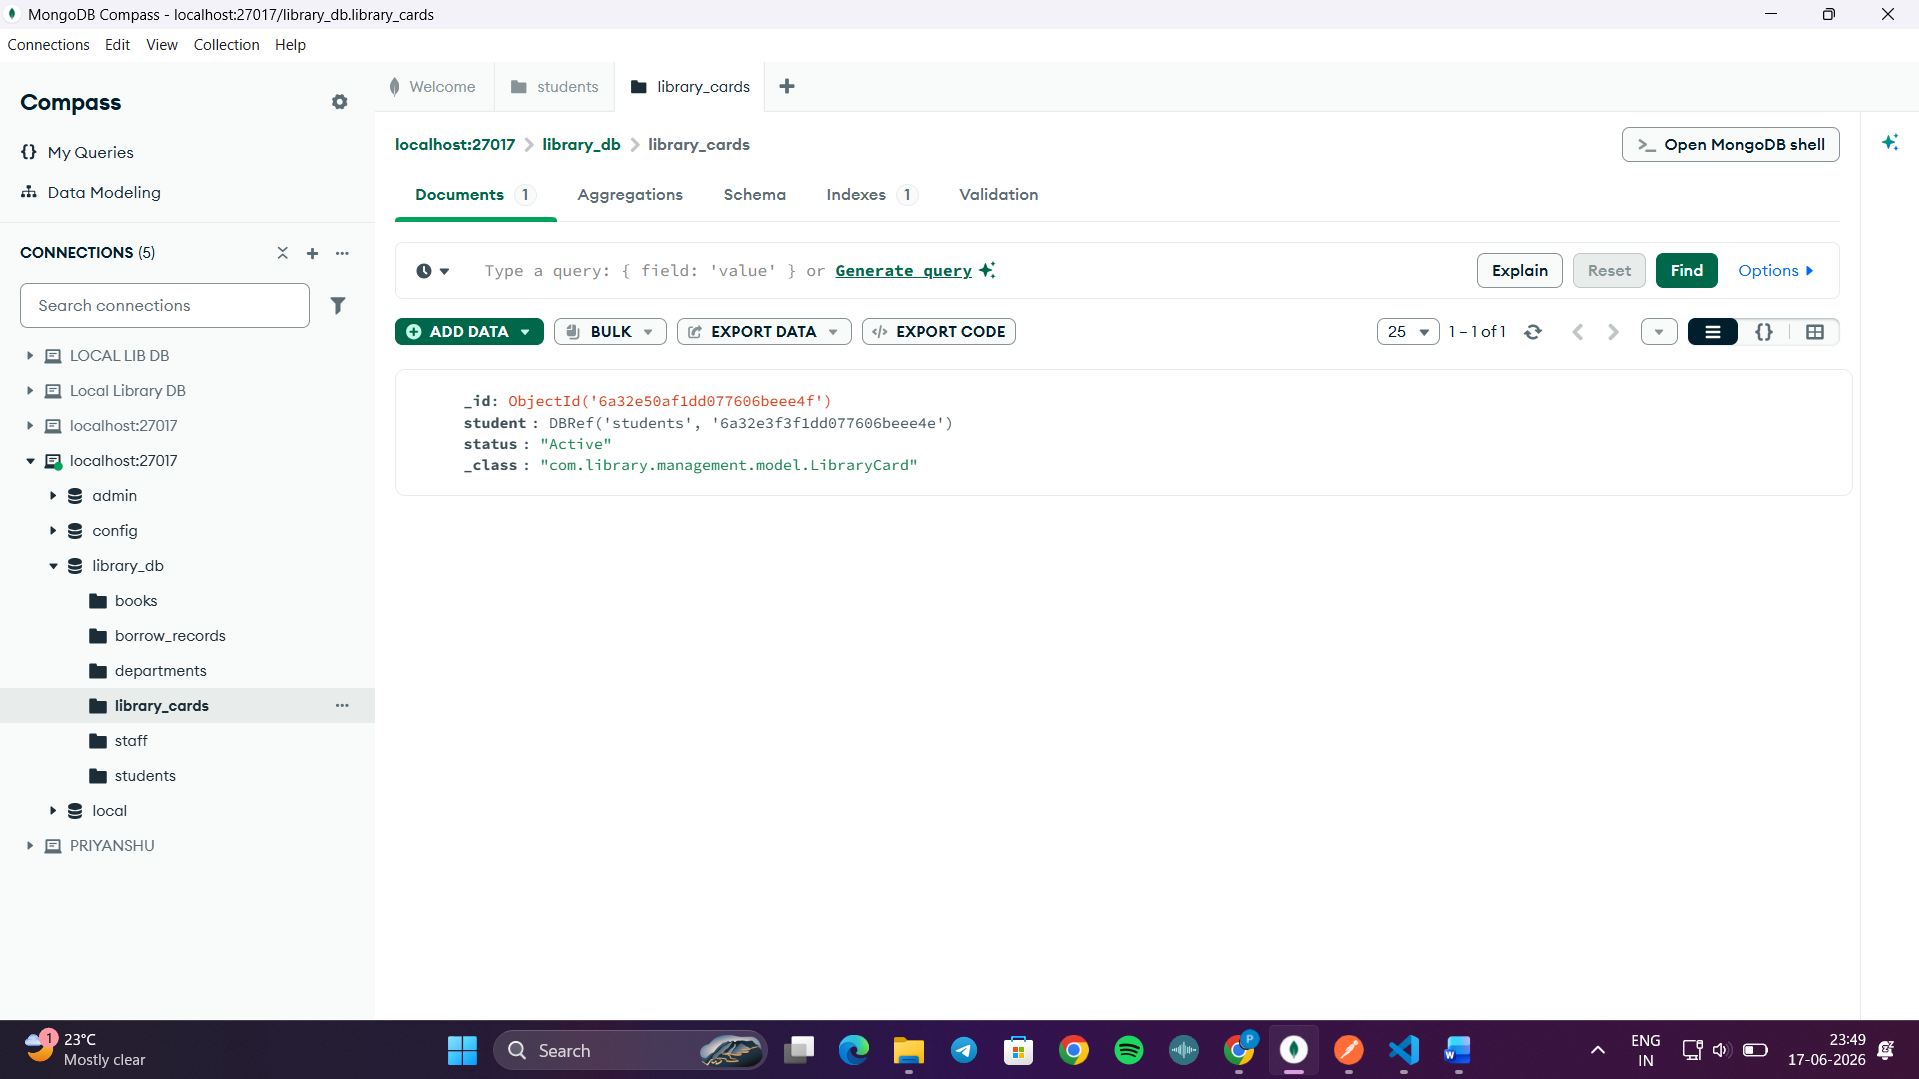 MongoDB Compass - localhost:27017/library_db.library_cards
Connections Edit View Collection Help
Compass
My Queries
Data Modeling
CONNECTIONS (5)
Search connections
LOCAL LIB DB
Local Library DB
localhost:27017
localhost:27017
admin
config
library_db
books
borrow_records
departments
library_cards
staff
students
local
PRIYANSHU
Welcome students library_cards
localhost:27017 library_db library_cards
>_ Open MongoDB shell
Documents 1 Aggregations Schema Indexes 1 Validation
Type a query: { field: 'value' } or Generate query
Explain Reset Find Options
ADD DATA BULK EXPORT DATA </> EXPORT CODE
25 1 – 1 of 1 {}
_id: ObjectId('6a32e50af1dd077606beee4f')
student : DBRef('students', '6a32e3f3f1dd077606beee4e')
status : "Active"
_class : "com.library.management.model.LibraryCard"
1 23°C
Mostly clear
Search
P
W
ENG
IN
23:49
17-06-2026